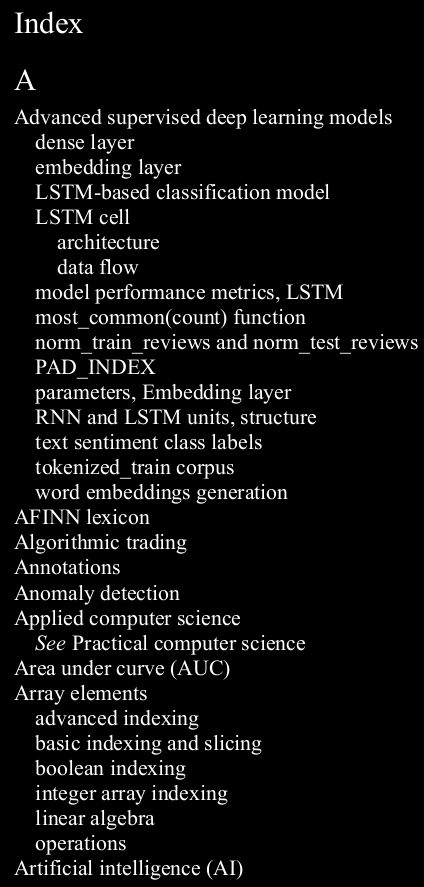 Index
A
Advanced supervised deep learning models
dense layer
embedding layer
LSTM-based classification model
LSTM cell
architecture
data flow
model performance metrics, LSTM
most_common(count) function
norm_train_reviews and norm_test_reviews
PAD_INDEX
parameters, Embedding layer
RNN and LSTM units, structure
text sentiment class labels
tokenized_train corpus
word embeddings generation
AFINN lexicon
Algorithmic trading
Annotations
Anomaly detection
Applied computer science
See Practical computer science
Area under curve (AUC)
Array elements
advanced indexing
basic indexing and slicing
boolean indexing
integer array indexing
linear algebra
operations
Artificial intelligence (AI)